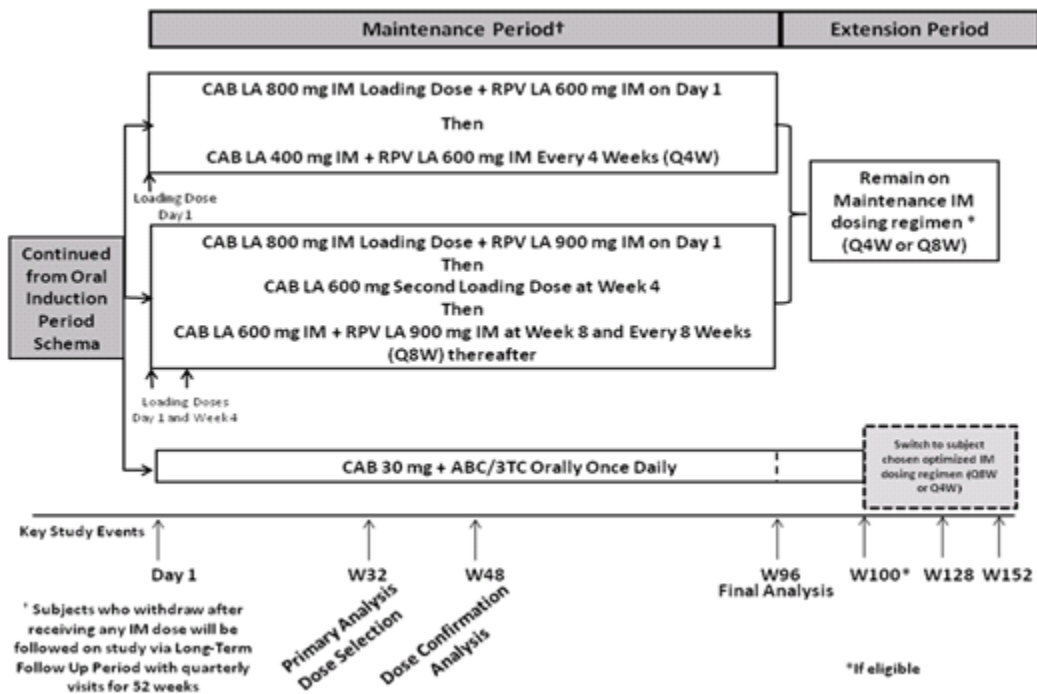 Maintenance Period†
Extension Period
CAB LA 800 mg IM Loading Dose + RPV LA 600 mg IM on Day 1
Then
CAB LA 400 mg IM + RPV LA 600 mg IM Every 4 Weeks (Q4W)
Loading Dose
Day 1
Continued
from Oral
Induction
Period
Schema
CAB LA 800 mg IM Loading Dose + RPV LA 900 mg IM on Day 1
Then
CAB LA 600 mg Second Loading Dose at Week 4
Then
CAB LA 600 mg IM + RPV LA 900 mg IM at Week 8 and Every 8 Weeks
(Q8W) thereafter
Loading Doses
Day 1 and Week 4
Remain on
Maintenance IM
dosing regimen *
(Q4W or Q8W)
CAB 30 mg + ABC/3TC Orally Once Daily
Switch to subject
chosen optimized IM
dosing regimen (Q8W
or Q4W)
Key Study Events
Day 1
W32
W48
W96
W100*
W128
W152
Primary Analysis
Dose Selection
Dose Confirmation
Analysis
Final Analysis
† Subjects who withdraw after
receiving any IM dose will be
followed on study via Long-Term
Follow Up Period with quarterly
visits for 52 weeks
*If eligible